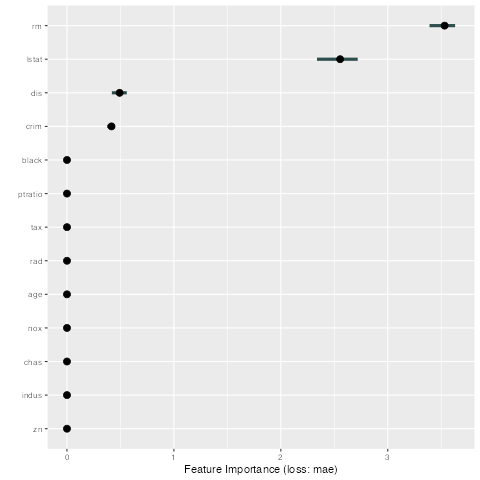 rm
lstat
dis
crim
black
ptratio
tax
rad
age
nox
chas
indus
zn
0 1 2 3
Feature Importance (loss: mae)